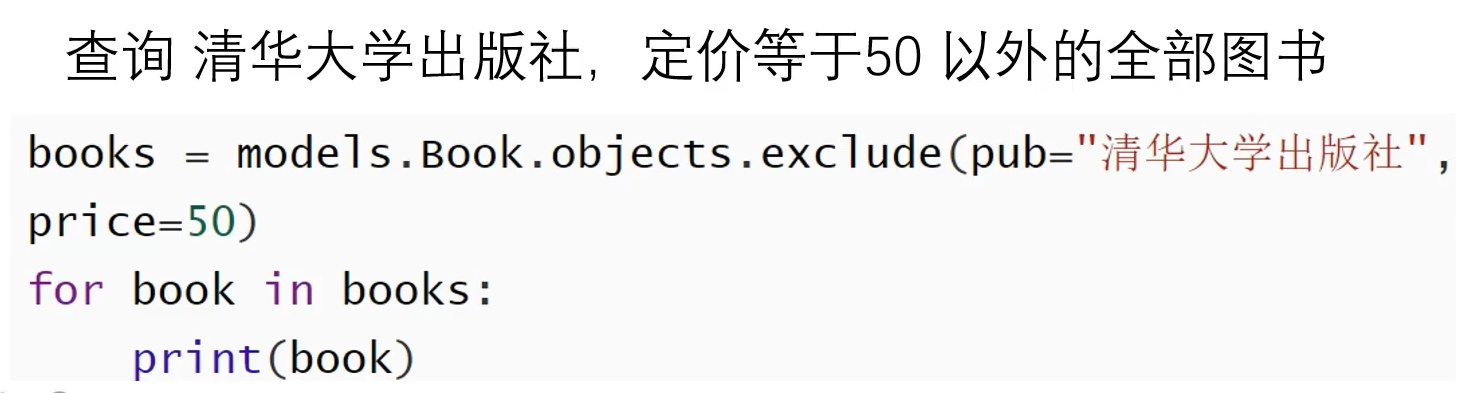 查询 清华大学出版社，定价等于50 以外的全部图书
books = models.Book.objects.exclude(pub="清华大学出版社",
price=50)
for book in books:
    print(book)